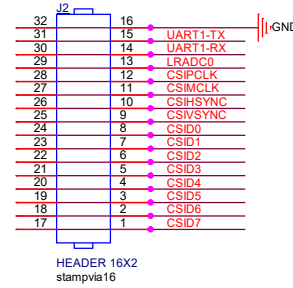 J2
32 16 GND
31 15 UART1-TX
30 14 UART1-RX
29 13 LRADC0
28 12 CSIPCLK
27 11 CSIMCLK
26 10 CSIHSYNC
25 9 CSIVSYNC
24 8 CSID0
23 7 CSID1
22 6 CSID2
21 5 CSID3
20 4 CSID4
19 3 CSID5
18 2 CSID6
17 1 CSID7
HEADER 16X2
stampvia16